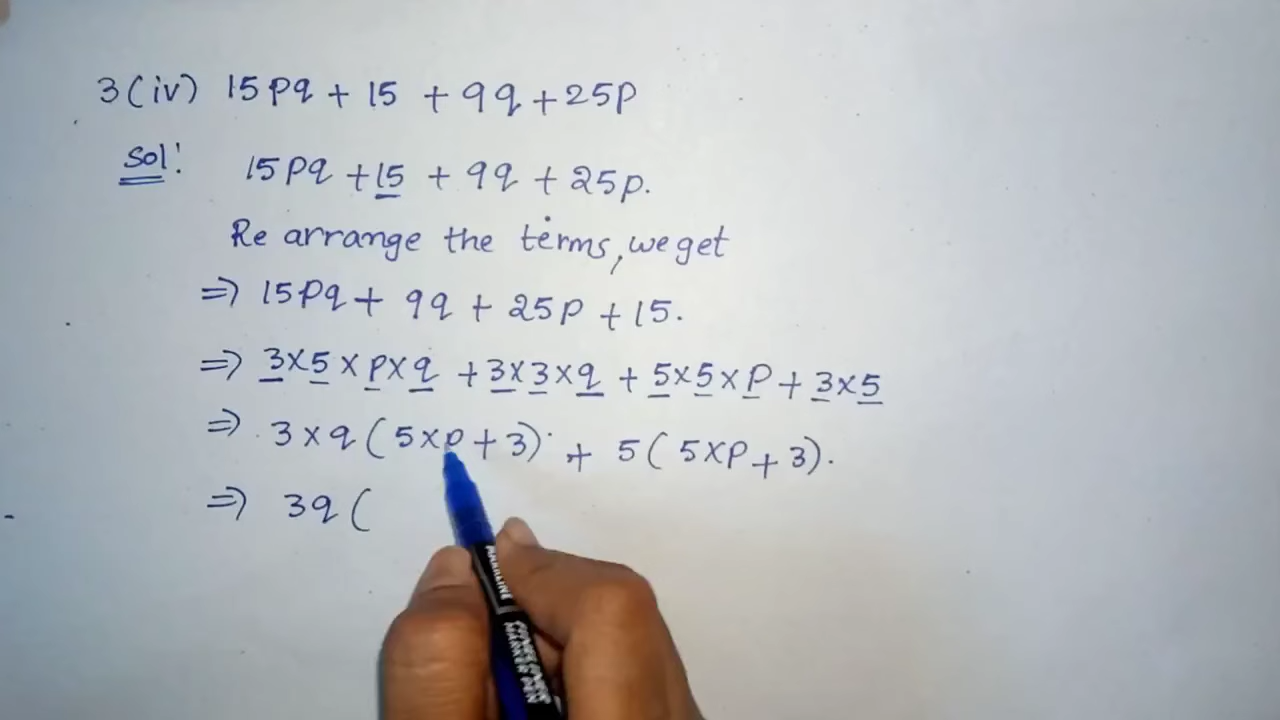 3(iv) 15pq + 15 + 9q + 25p
Sol: 15pq + 15 + 9q + 25p.
Re arrange the terms, we get
=> 15pq + 9q + 25p + 15.
=> 3×5×p×q + 3×3×q + 5×5×p + 3×5
=> 3×q(5×p+3) + 5(5×p+3).
=> 3q(